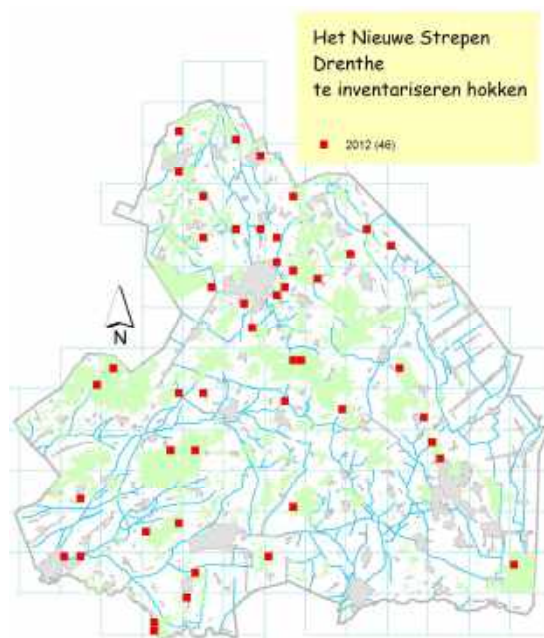 Het Nieuwe Strepen
Drenthe
te inventariseren hokken
2012 (46)
N